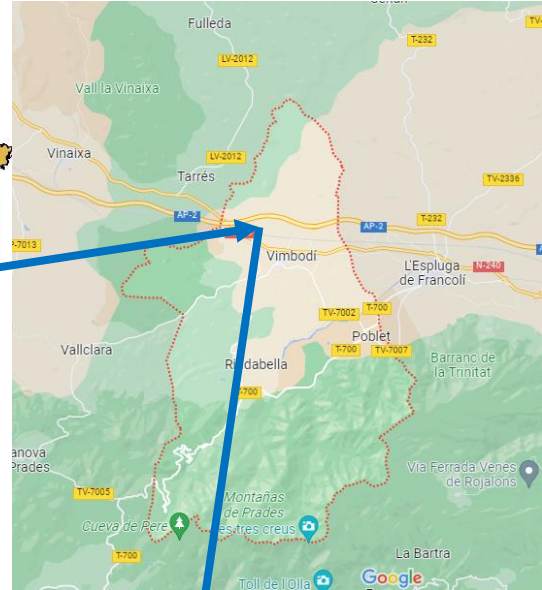 Fulleda
T-232
LV-2012
Vall la Vinaixa
Vinaixa
LV-2012
Tarrés
TV-2336
AP-2
T-232
AP-2
-7013
Vimbodí
L'Espluga
de Francolí
N-240
TV-7002
T-700
Poblet
Vallclara
T-700
TV-7007
Barranc de
la Trinitat
-700
anova
Prades
Via Ferrada Venes
de Rojalons
TV-7005
Montañas
de Prades
Cueva de Pere
es tres creus
T-700
La Bartra
Toll de l'Olla
Google